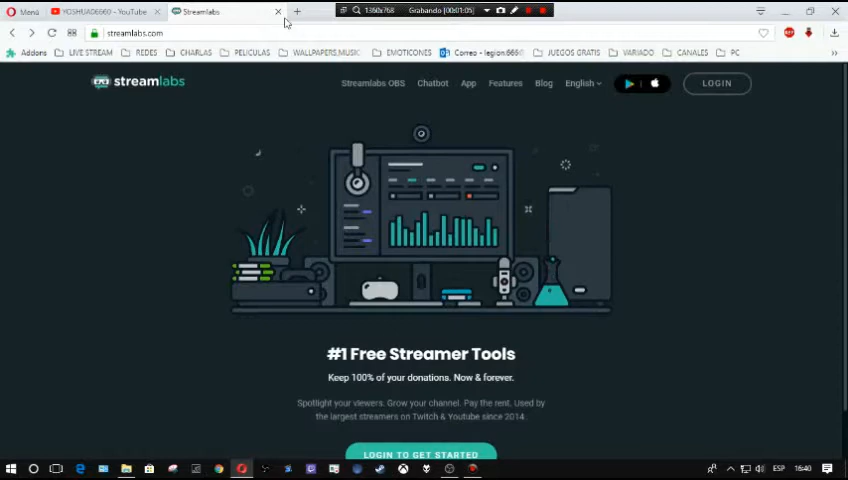 Menú
YOSHUA06660 - YouTube
Streamlabs
1360x768
Grabando [00:01:05]
streamlabs.com
Addons
LIVE STREAM
REDES
CHARLAS
PELICULAS
WALLPAPERS,MUSIC
EMOTICONES
Correo - legion666@
JUEGOS GRATIS
VARIADO
CANALES
PC
streamlabs
Streamlabs OBS
Chatbot
App
Features
Blog
English
LOGIN
#1 Free Streamer Tools
Keep 100% of your donations. Now & forever.
Spotlight your viewers. Grow your channel. Pay the rent. Used by
the largest streamers on Twitch & Youtube since 2014.
LOGIN TO GET STARTED
ESP
16:40